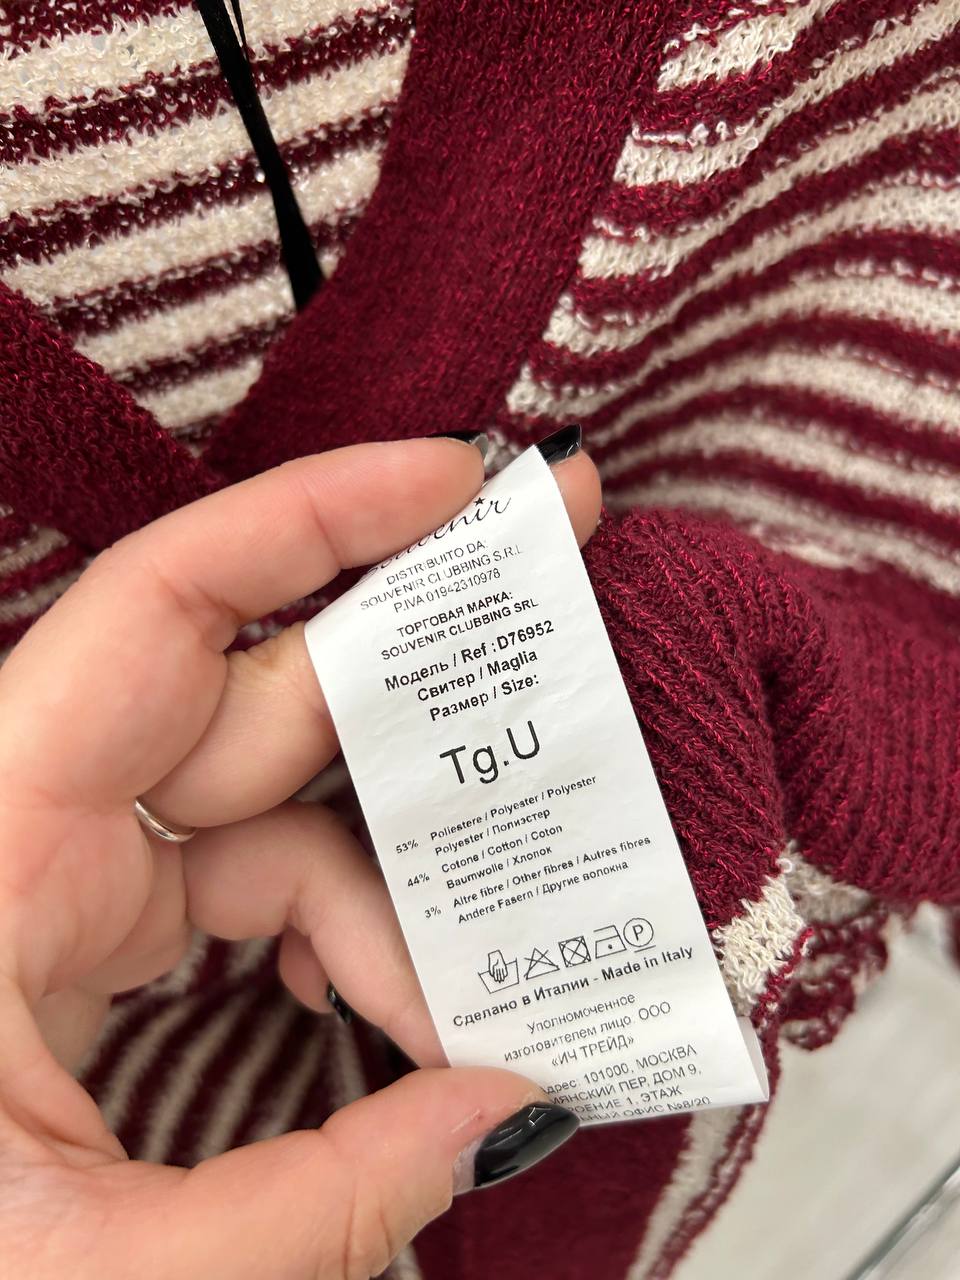 Souvenir
DISTRIBUITO DA:
SOUVENIR CLUBBING S.R.L
P.IVA 01942310978
ТОРГОВАЯ МАРКА:
SOUVENIR CLUBBING SRL
Модель / Ref : D76952
Свитер / Maglia
Размер / Size:
Tg.U
53% Poliestere / Polyester / Polyester
Polyester / Полиэстер
44% Cotone / Cotton / Coton
Baumwolle / Хлопок
3% Altre fibre / Other fibres / Autres fibres
Andere Fasern / Другие волокна
P
Сделано в Италии - Made in Italy
Уполномоченное
изготовителем лицо: ООО
«ИЧ ТРЕЙД»
101000, МОСКВА
ПЕР, ДОМ 9,
1, ЭТАЖ
ОФИС №8/20